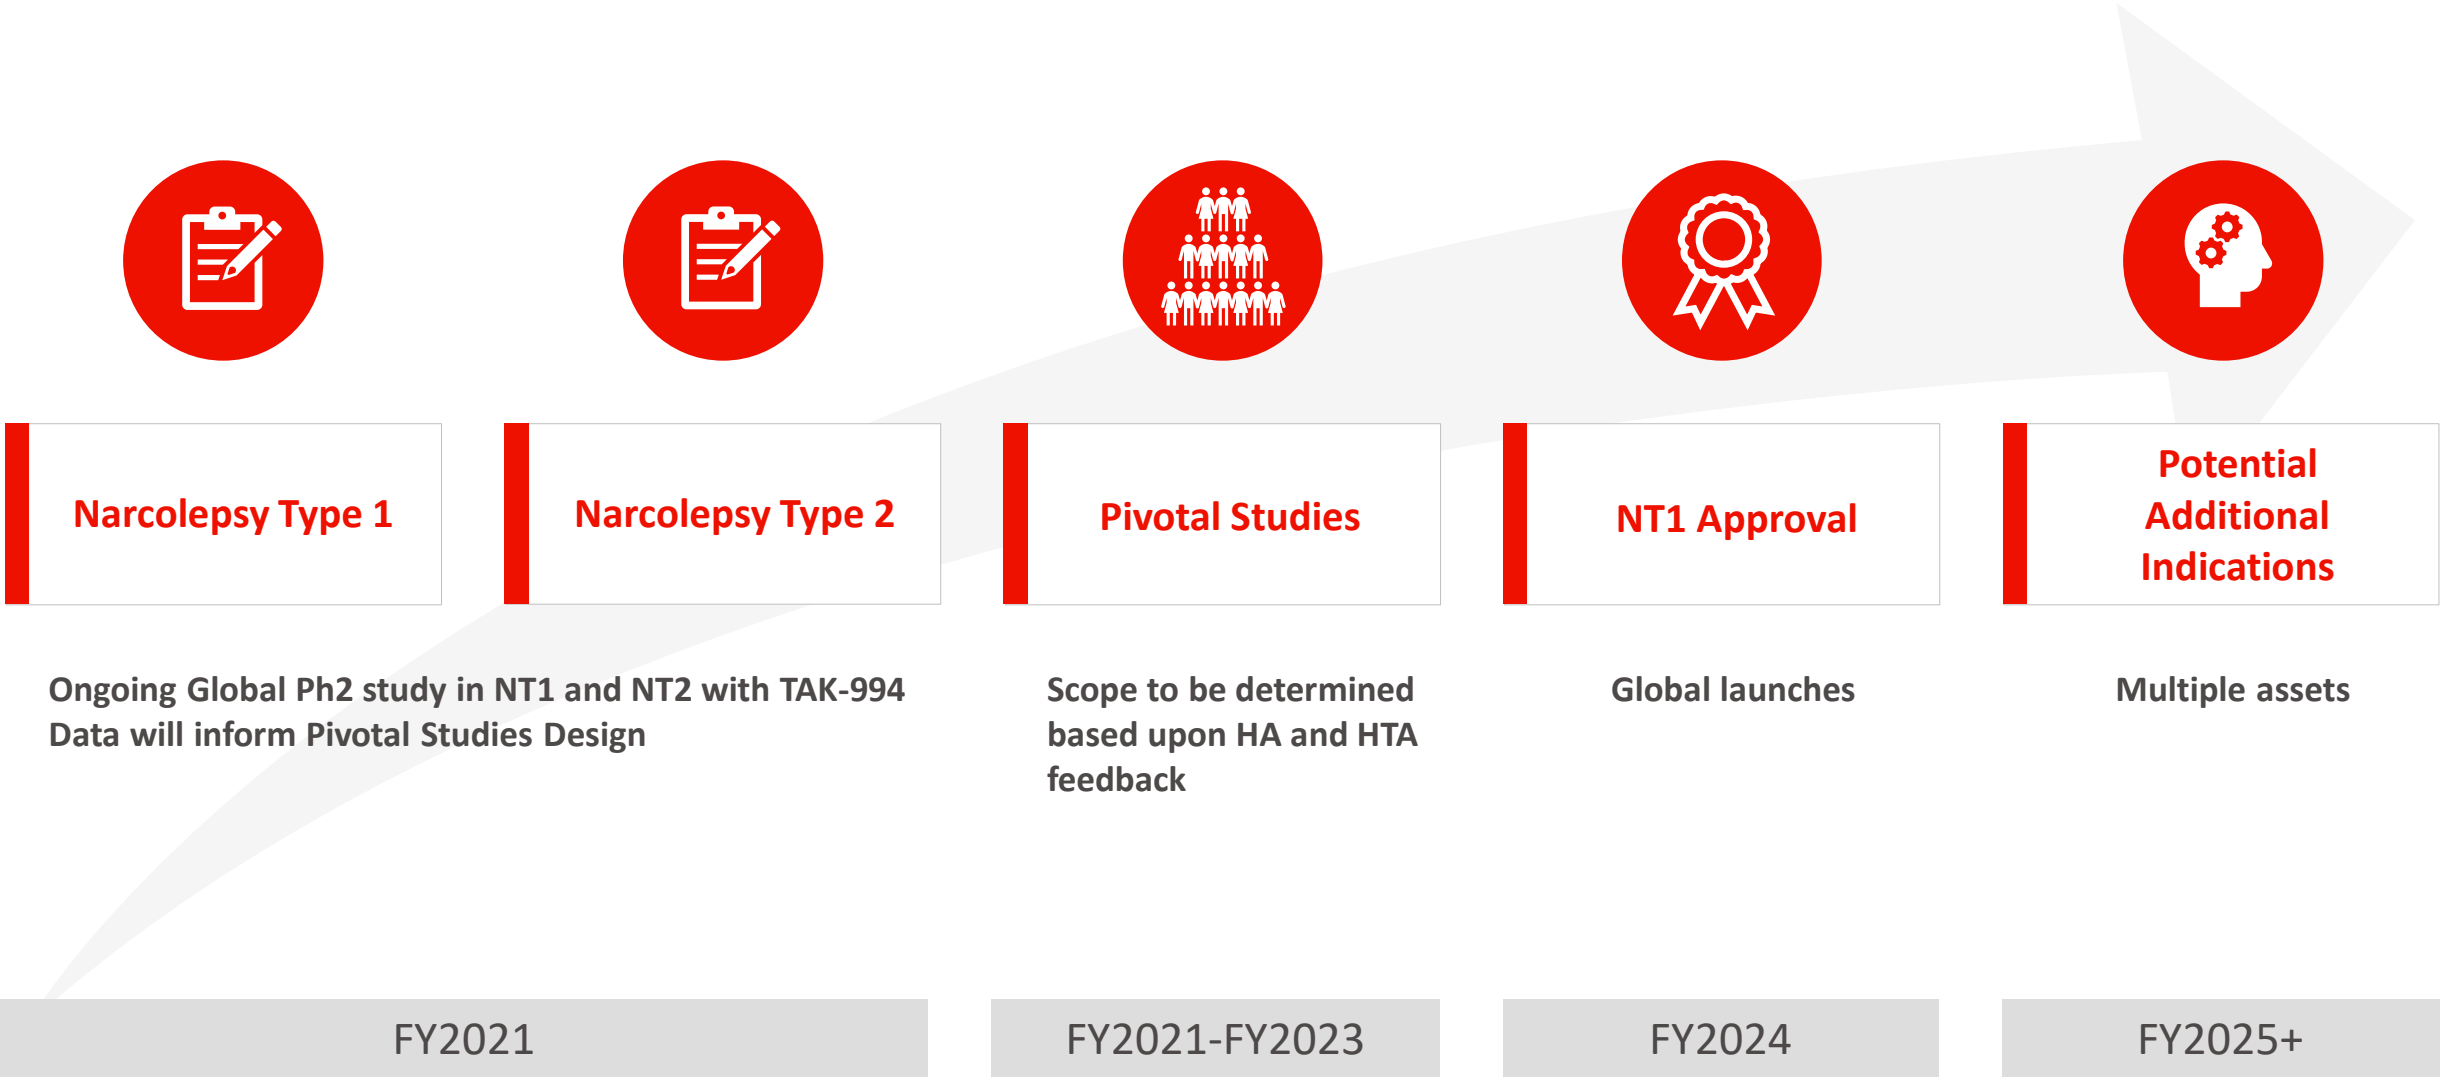 Narcolepsy Type 1
Narcolepsy Type 2
Pivotal Studies
NT1 Approval
Potential
Additional
Indications
Ongoing Global Ph2 study in NT1 and NT2 with TAK-994
Data will inform Pivotal Studies Design
Scope to be determined
based upon HA and HTA
feedback
Global launches
Multiple assets
FY2021
FY2021-FY2023
FY2024
FY2025+